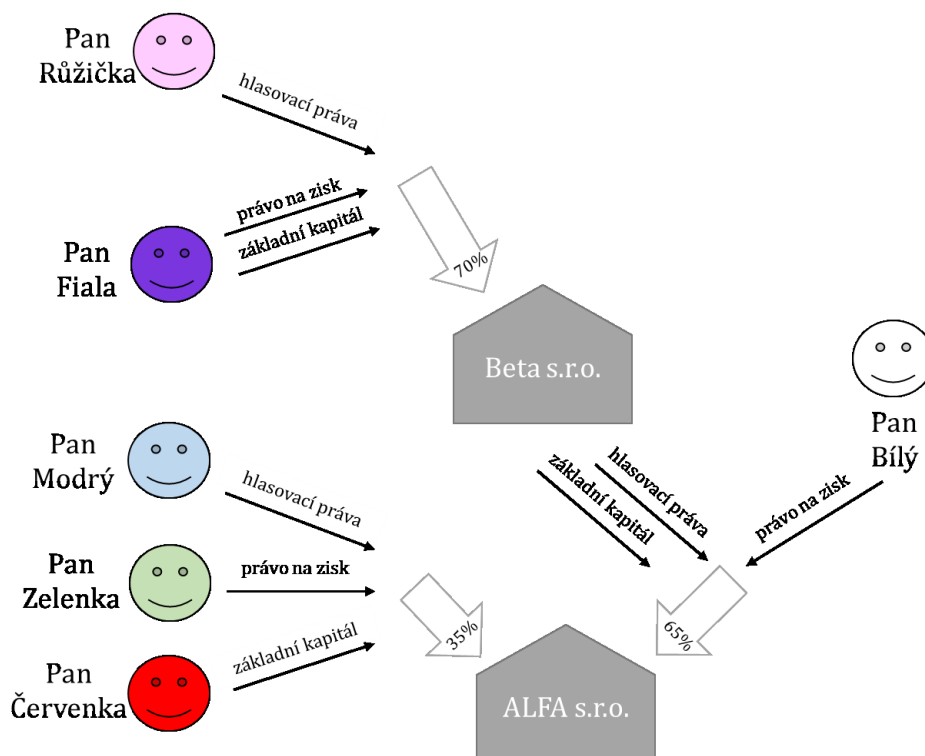 Pan
Růžička
hlasovací práva
právo na zisk
základní kapitál
Pan
Fiala
70%
Beta s.r.o.
Pan
Bílý
Pan
Modrý
hlasovací práva
hlasovací práva
základní kapitál
právo na zisk
Pan
Zelenka
právo na zisk
základní kapitál
35%
65%
Pan
Červenka
ALFA s.r.o.